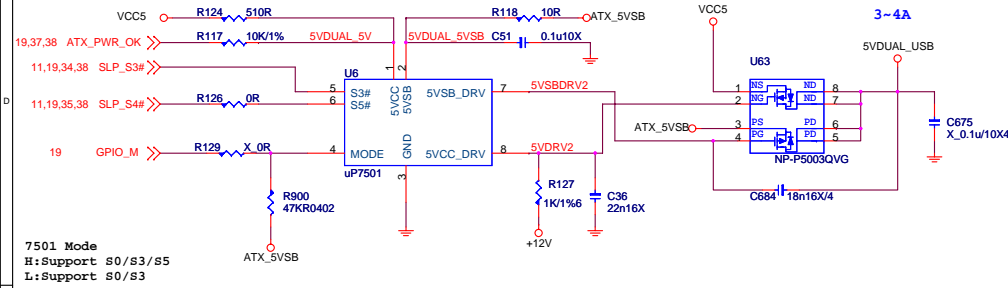 VCC5
R124
510R
R118
10R
ATX_5VSB
VCC5
3~4A
19,37,38
ATX_PWR_OK
R117
10K/1%
5VDUAL_5V
5VDUAL_5VSB
C51
0.1u10X
5VDUAL_USB
11,19,34,38
SLP_S3#
U6
1
2
U63
5
S3#
5VCC
5VSB
5VSB_DRV
7
5VSBDRV2
1
NS
ND
8
11,19,35,38
SLP_S4#
R126
0R
6
S5#
2
NG
ND
7
ATX_5VSB
3
PS
PD
6
C675
X_0.1u/10X4
4
PG
PD
5
19
GPIO_M
R129
X_0R
4
MODE
GND
5VCC_DRV
8
5VDRV2
NP-P5003QVG
uP7501
3
R900
47KR0402
R127
1K/1%6
C36
22n16X
C684
18n16X/4
D
+12V
ATX_5VSB
7501 Mode
H:Support S0/S3/S5
L:Support S0/S3